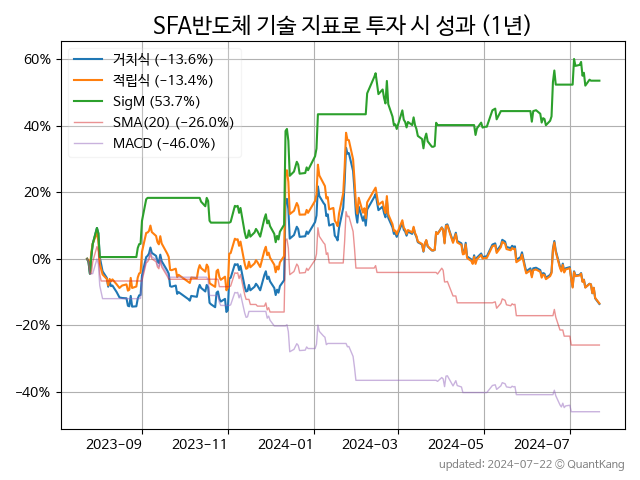 SFA반도체 기술 지표로 투자 시 성과 (1년)
거치식 (−13.6%)
적립식 (−13.4%)
SigM (53.7%)
SMA(20) (−26.0%)
MACD (−46.0%)
60%
40%
20%
0%
−20%
−40%
2023−09
2023−11
2024−01
2024−03
2024−05
2024−07
updated: 2024-07-22 © QuantKang